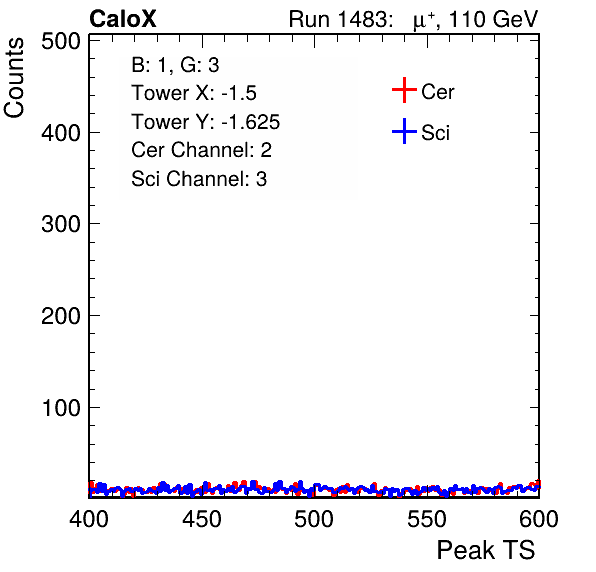 CaloX Run 1483: μ⁺, 110 GeV
Counts
500
400
300
200
100
B: 1, G: 3
Tower X: -1.5
Tower Y: -1.625
Cer Channel: 2
Sci Channel: 3
Cer
Sci
400 450 500 550 600
Peak TS